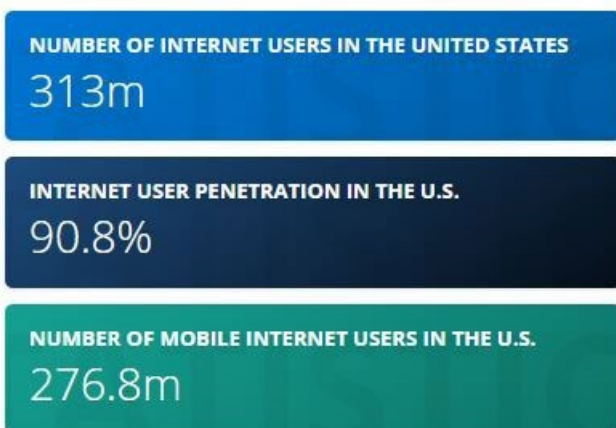 NUMBER OF INTERNET USERS IN THE UNITED STATES
313m
INTERNET USER PENETRATION IN THE U.S.
90.8%
NUMBER OF MOBILE INTERNET USERS IN THE U.S.
276.8m